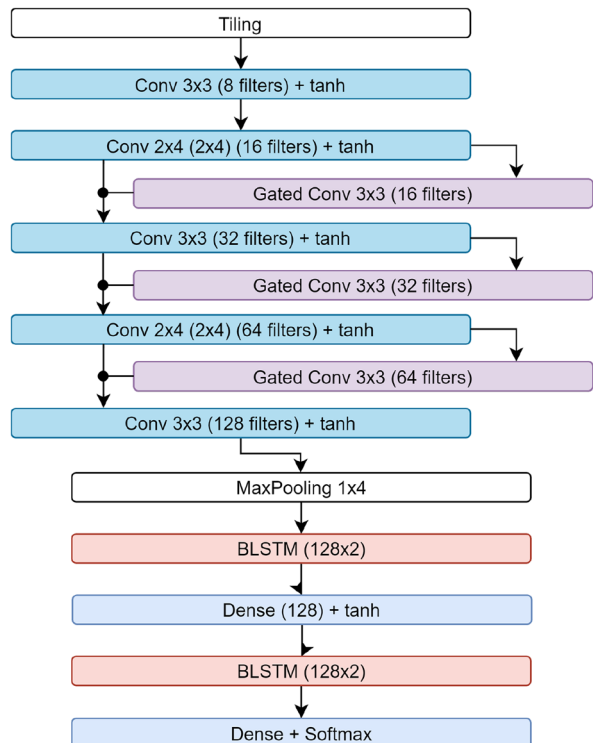 Tiling
Conv 3x3 (8 filters) + tanh
Conv 2x4 (2x4) (16 filters) + tanh
Gated Conv 3x3 (16 filters)
Conv 3x3 (32 filters) + tanh
Gated Conv 3x3 (32 filters)
Conv 2x4 (2x4) (64 filters) + tanh
Gated Conv 3x3 (64 filters)
Conv 3x3 (128 filters) + tanh
MaxPooling 1x4
BLSTM (128x2)
Dense (128) + tanh
BLSTM (128x2)
Dense + Softmax